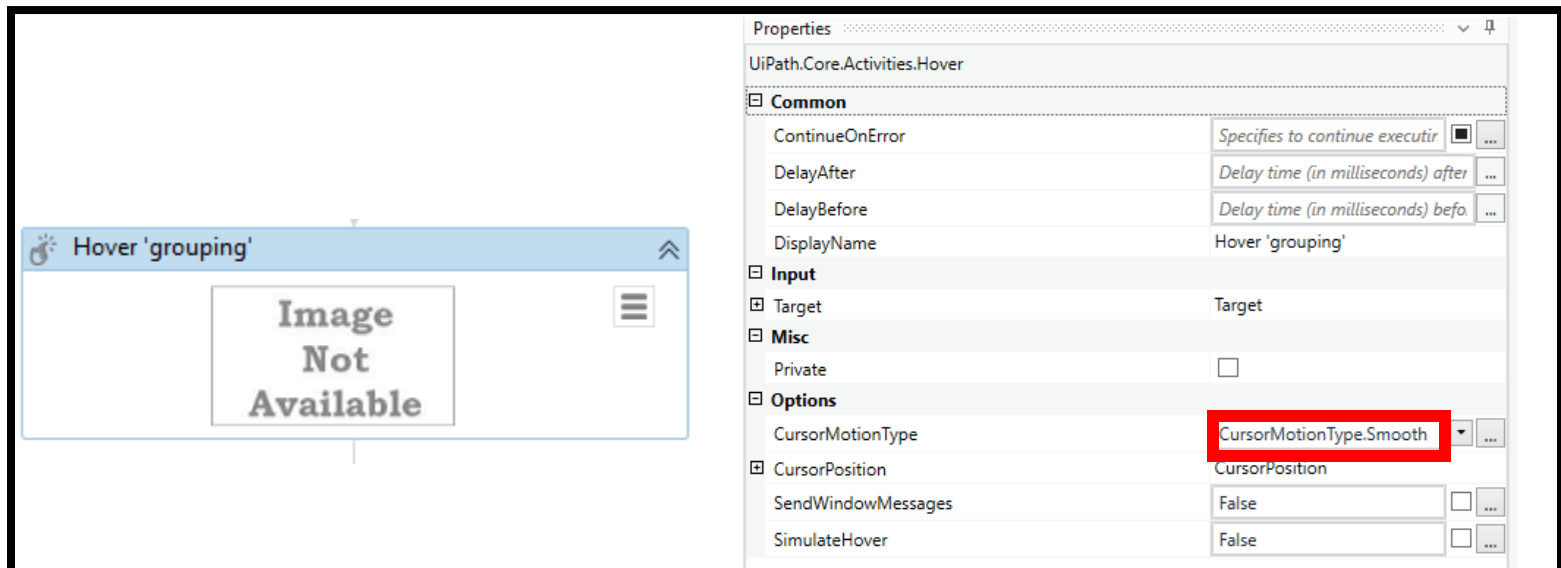 Properties
UiPath.Core.Activities.Hover
Common
ContinueOnError Specifies to continue executir
DelayAfter Delay time (in milliseconds) after
DelayBefore Delay time (in milliseconds) befo.
DisplayName Hover 'grouping'
Input
Target Target
Misc
Private
Options
CursorMotionType CursorMotionType.Smooth
CursorPosition CursorPosition
SendWindowMessages False
SimulateHover False
Hover 'grouping'
Image
Not
Available